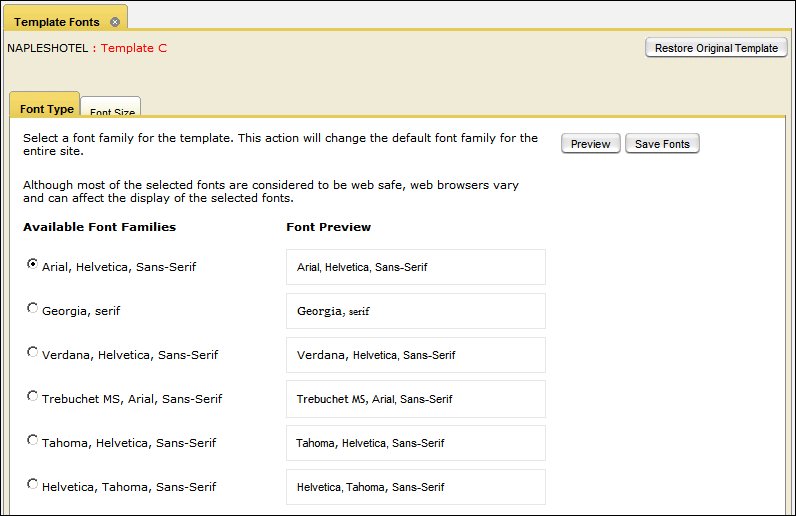 Template Fonts
NAPLESHOTEL : Template C
Restore Original Template
Font Type
Font Size
Select a font family for the template. This action will change the default font family for the
entire site.
Preview
Save Fonts
Although most of the selected fonts are considered to be web safe, web browsers vary
and can affect the display of the selected fonts.
Available Font Families
Font Preview
Arial, Helvetica, Sans-Serif
Arial, Helvetica, Sans-Serif
Georgia, serif
Georgia, serif
Verdana, Helvetica, Sans-Serif
Verdana, Helvetica, Sans-Serif
Trebuchet MS, Arial, Sans-Serif
Trebuchet MS, Arial, Sans-Serif
Tahoma, Helvetica, Sans-Serif
Tahoma, Helvetica, Sans-Serif
Helvetica, Tahoma, Sans-Serif
Helvetica, Tahoma, Sans-Serif